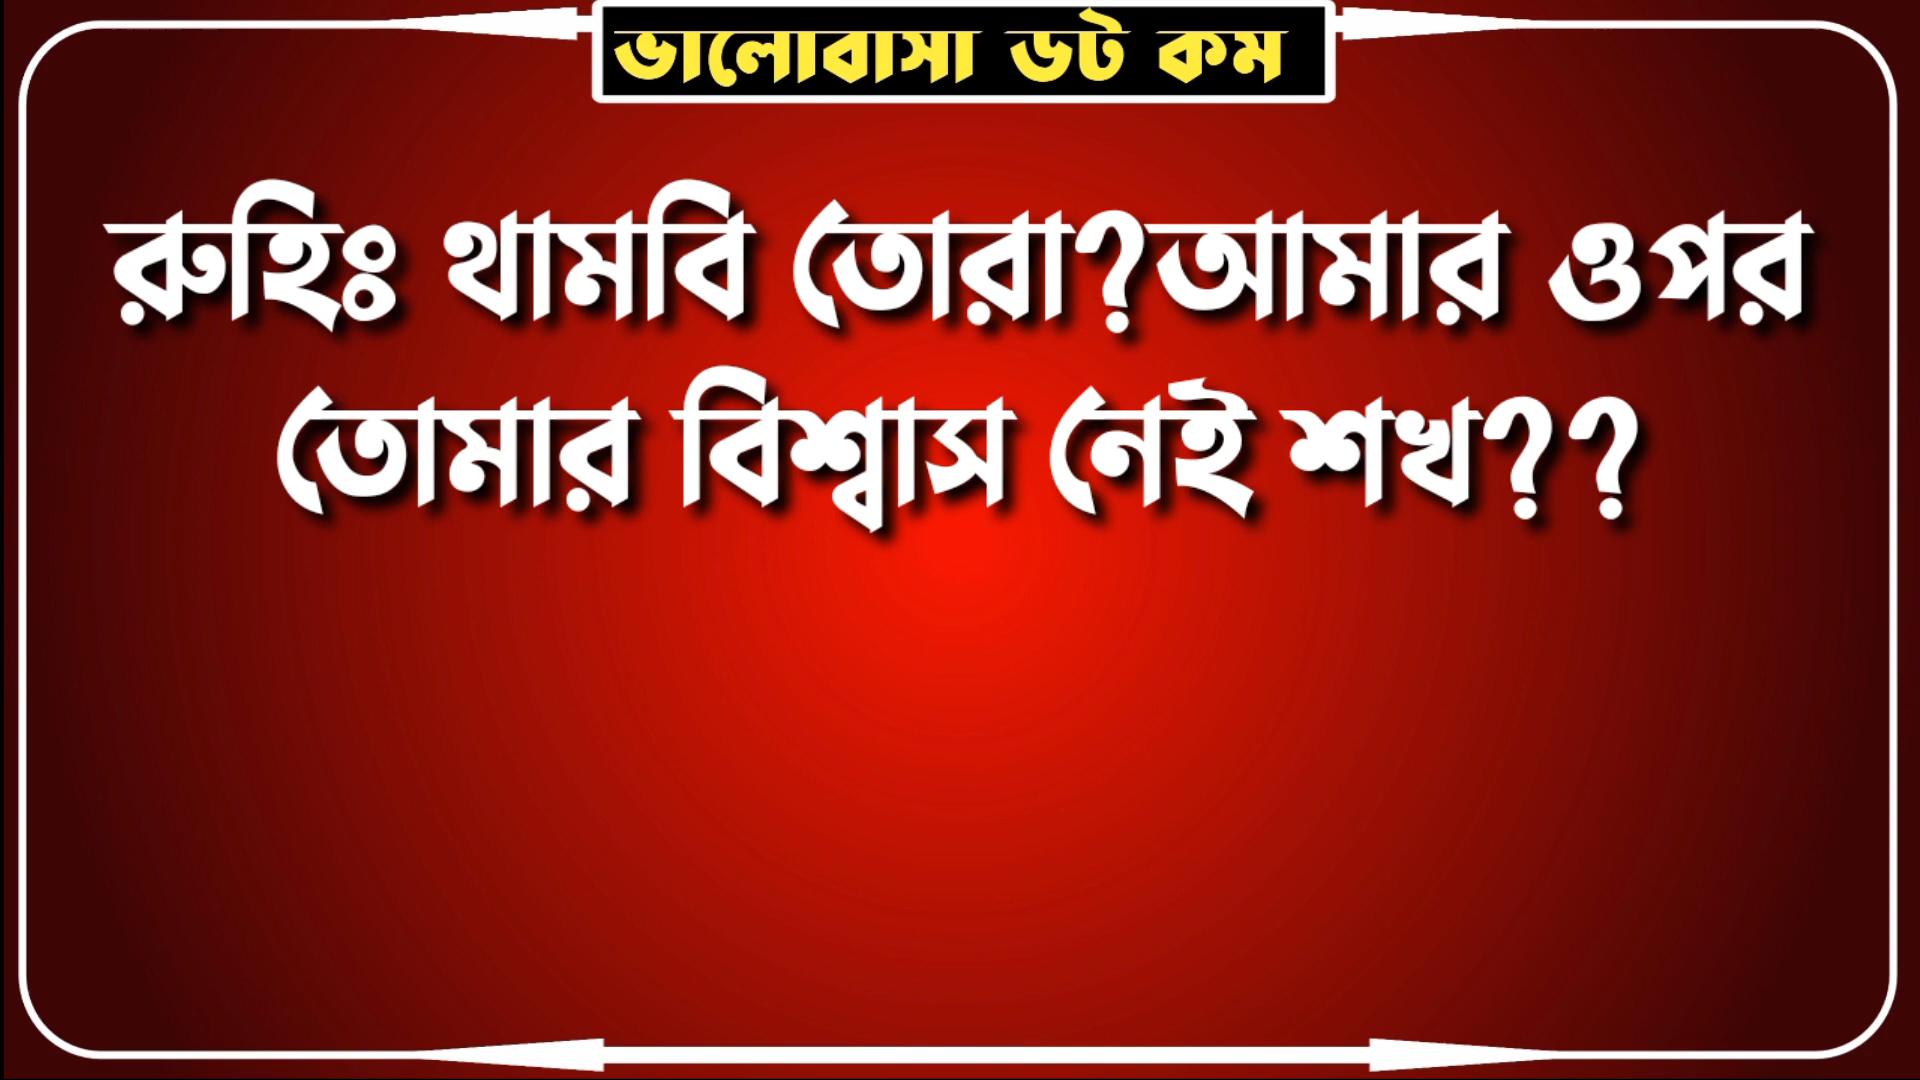 ভালোবাসা ডট কম
রুহিঃ থামবি তোরা?আমার ওপর
তোমার বিশ্বাস নেই শখ??